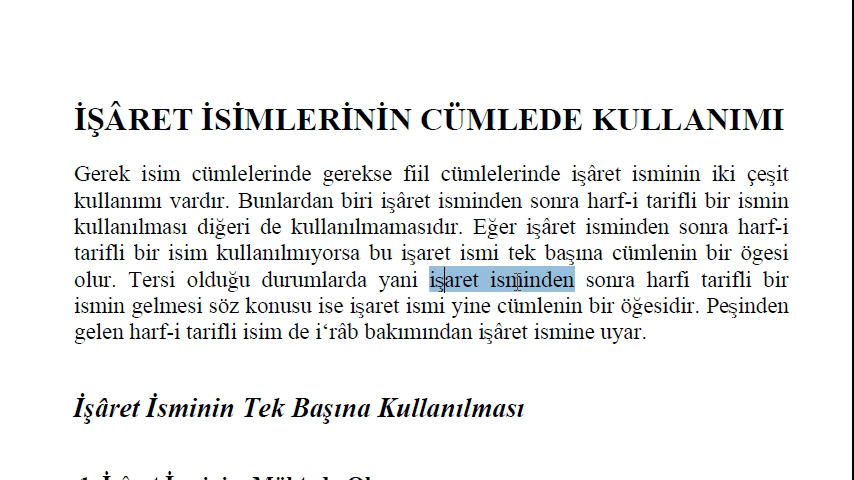 İŞÂRET İSİMLERİNİN CÜMLEDE KULLANIMI
Gerek isim cümlelerinde gerekse fiil cümlelerinde işâret isminin iki çeşit
kullanımı vardır. Bunlardan biri işâret isminden sonra harf-i tarifli bir ismin
kullanılması diğeri de kullanılmamasıdır. Eğer işâret isminden sonra harf-i
tarifli bir isim kullanılmıyorsa bu işaret ismi tek başına cümlenin bir ögesi
olur. Tersi olduğu durumlarda yani işaret isminden sonra harfi tarifli bir
ismin gelmesi söz konusu ise işaret ismi yine cümlenin bir öğesidir. Peşinden
gelen harf-i tarifli isim de i‘râb bakımından işâret ismine uyar.
İşâret İsminin Tek Başına Kullanılması